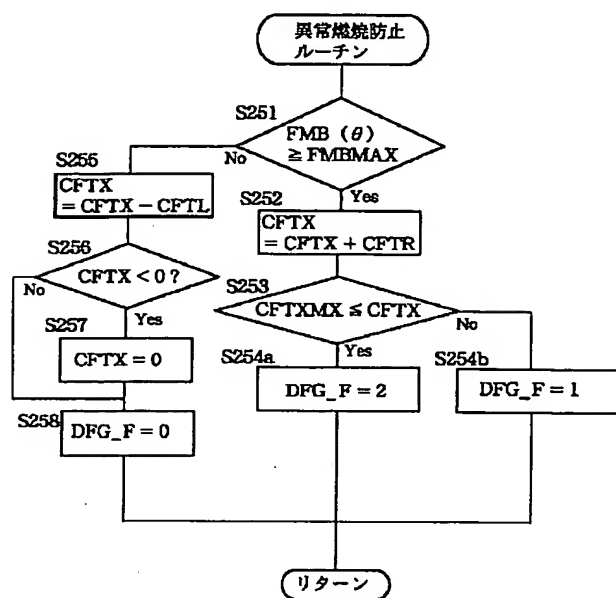 異常燃焼防止
ルーチン
S251
FMB (θ)
≧ FMBMAX
No
Yes
S255
CFTX
= CFTX − CFTL
S252
CFTX
= CFTX + CFTR
S256
CFTX < 0 ?
No
Yes
S253
CFTXMX ≦ CFTX
No
Yes
S257
CFTX = 0
S254a
DFG_F = 2
S254b
DFG_F = 1
S258
DFG_F = 0
リターン